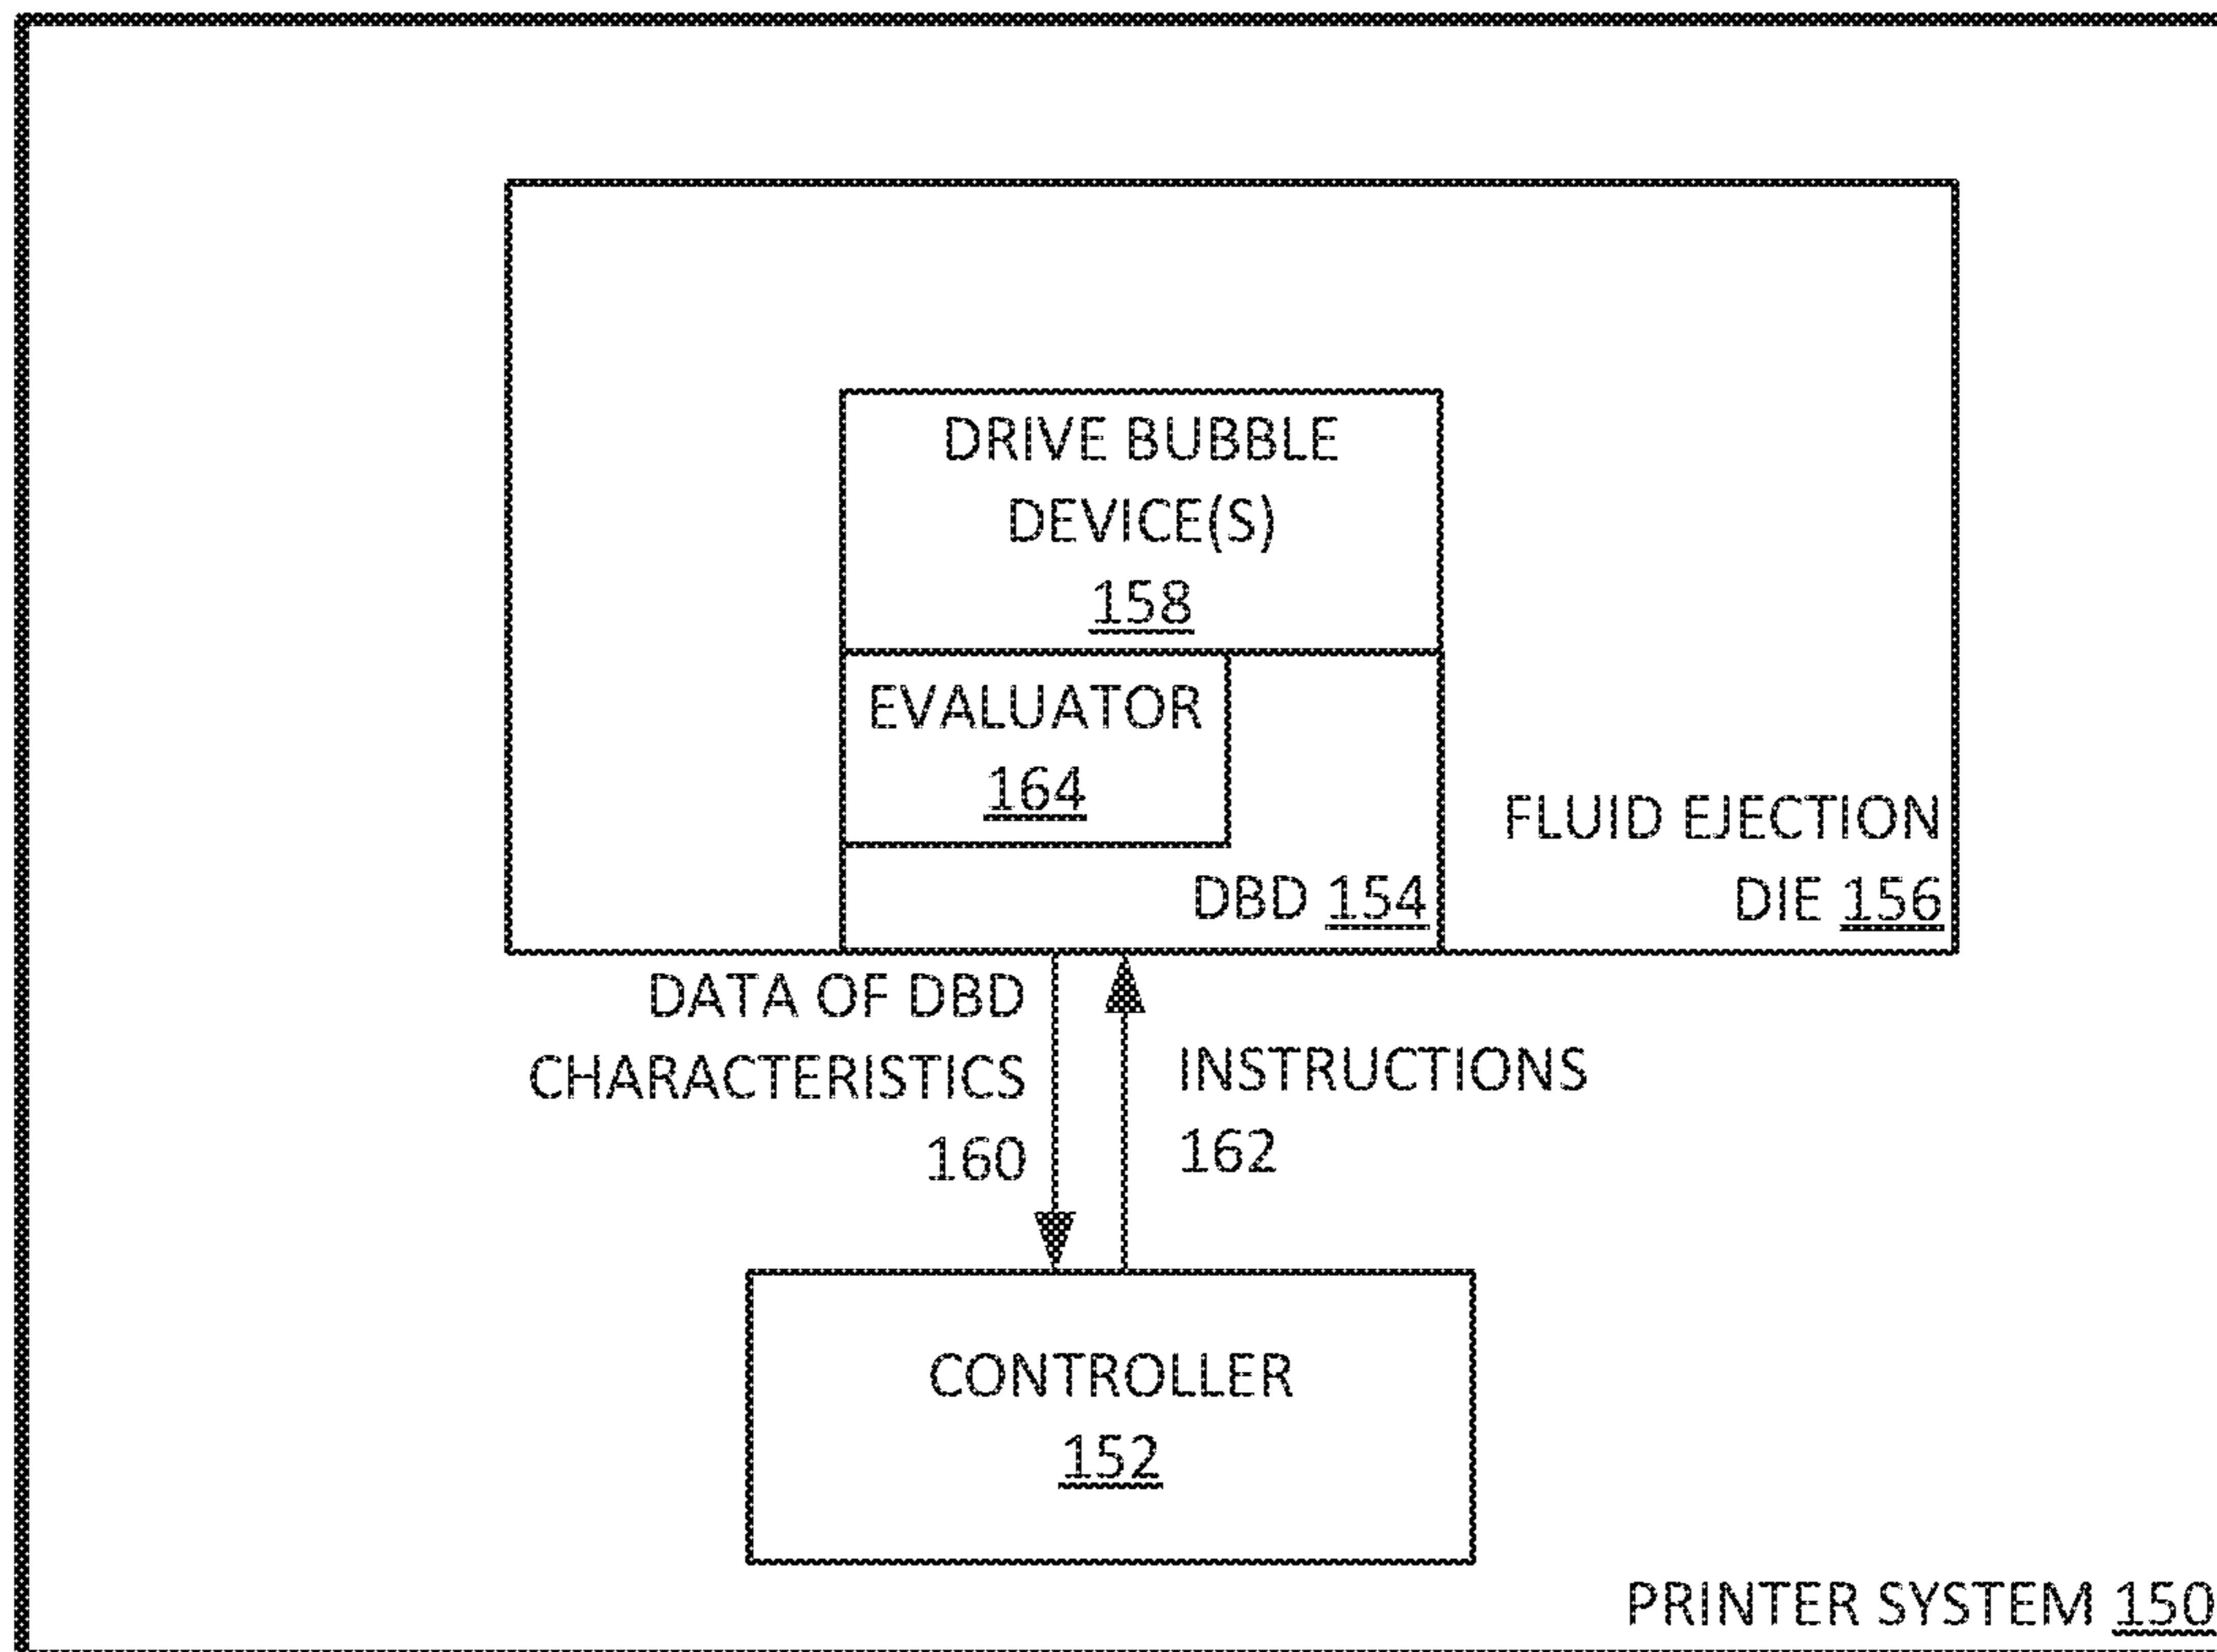 DRIVE BUBBLE
DEVICE(S)
158
EVALUATOR
164
DBD 154
FLUID EJECTION
DIE 156
DATA OF DBD
CHARACTERISTICS
160
INSTRUCTIONS
162
CONTROLLER
152
PRINTER SYSTEM 150